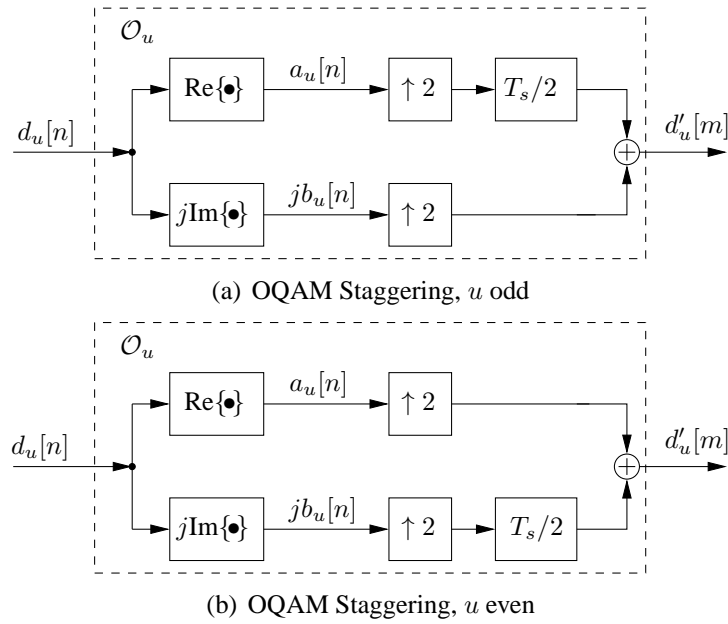 𝒪ᵤ
Re{•} aᵤ[n] ↑ 2 Tₛ/2
dᵤ[n] + d′ᵤ[m]
jIm{•} jbᵤ[n] ↑ 2
(a) OQAM Staggering, u odd
𝒪ᵤ
Re{•} aᵤ[n] ↑ 2
dᵤ[n] + d′ᵤ[m]
jIm{•} jbᵤ[n] ↑ 2 Tₛ/2
(b) OQAM Staggering, u even